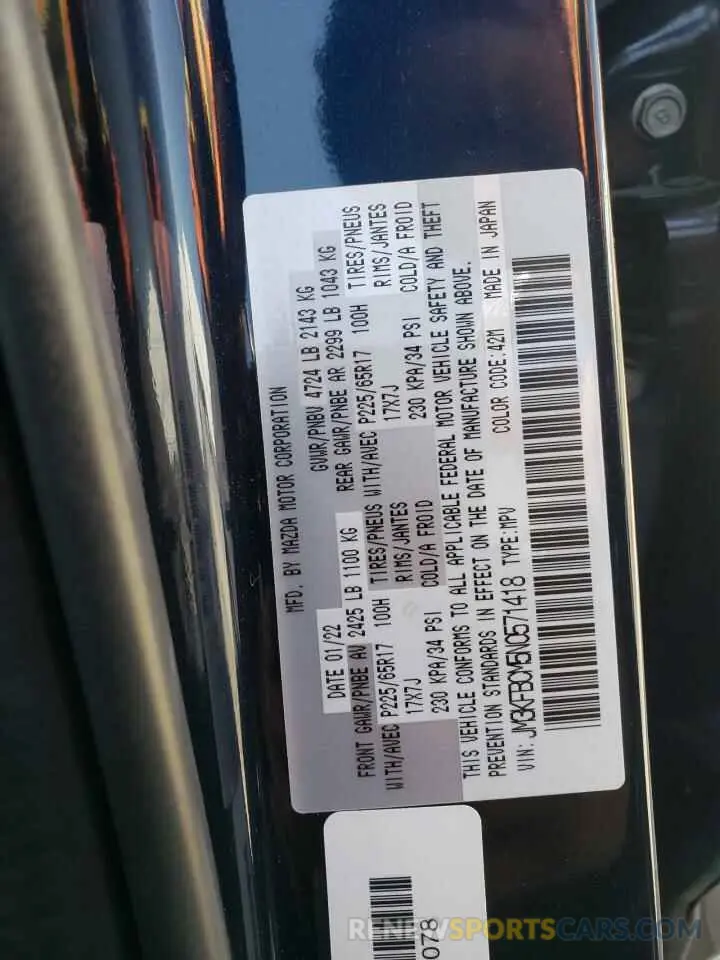 MFD. BY MAZDA MOTOR CORPORATION
DATE 01/22 GVWR/PNBV 4724 LB 2143 KG
FRONT GAWR/PNBE AV 2425 LB 1100 KG REAR GAWR/PNBE AR 2299 LB 1043 KG
WITH/AVEC P225/65R17 100H TIRES/PNEUS WITH/AVEC P225/65R17 100H TIRES/PNEUS
17X7J RIMS/JANTES 17X7J RIMS/JANTES
230 KPA/34 PSI COLD/A FROID 230 KPA/34 PSI COLD/A FROID
THIS VEHICLE CONFORMS TO ALL APPLICABLE FEDERAL MOTOR VEHICLE SAFETY AND THEFT
PREVENTION STANDARDS IN EFFECT ON THE DATE OF MANUFACTURE SHOWN ABOVE.
VIN: JM3KFBCM5N0571418 TYPE:MPV COLOR CODE:42M MADE IN JAPAN
078
RENEWSPORTSCARS.COM